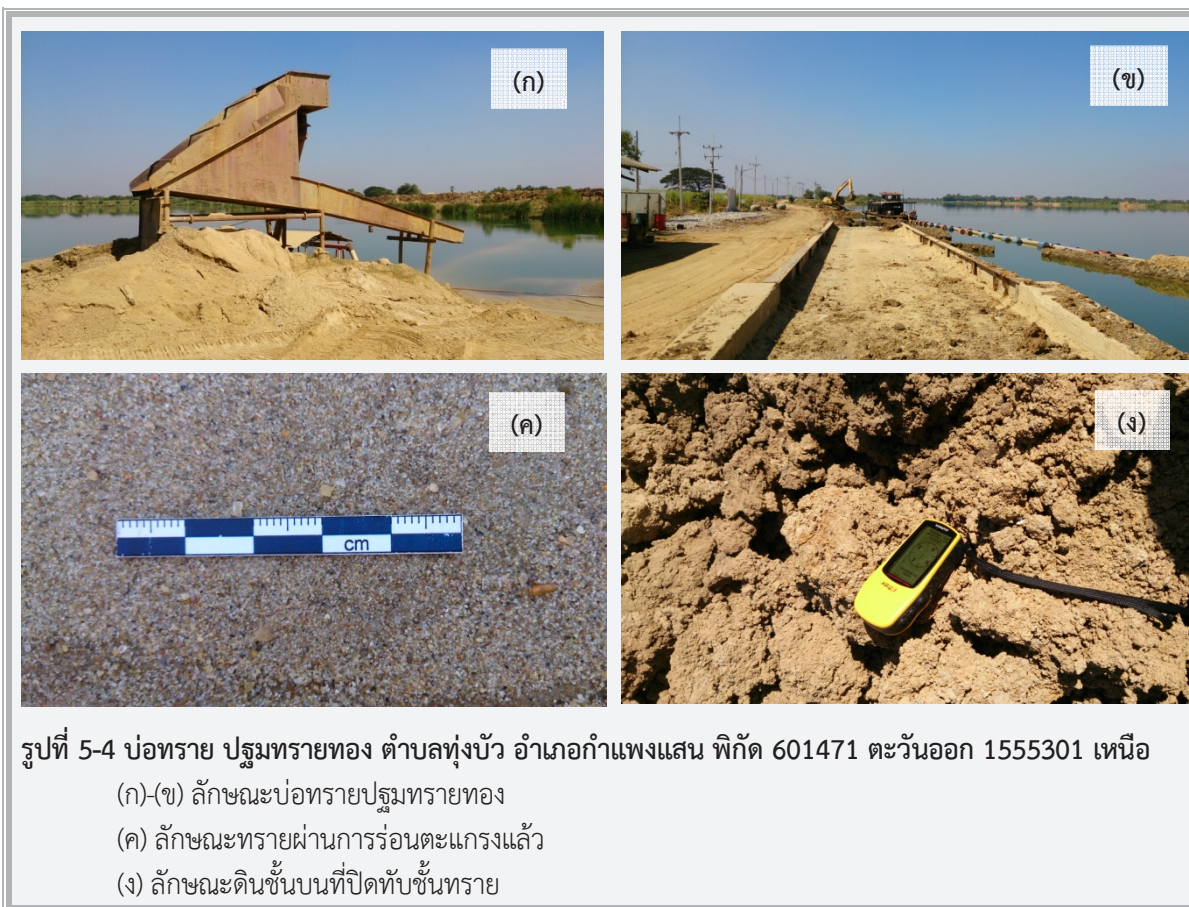 (ก)
(ข)
(ค)
cm
(ง)
รูปที่ 5-4 บ่อทราย ปฐมทรายทอง ตำบลทุ่งบัว อำเภอกำแพงแสน พิกัด 601471 ตะวันออก 1555301 เหนือ
(ก)-(ข) ลักษณะบ่อทรายปฐมทรายทอง
(ค) ลักษณะทรายผ่านการร่อนตะแกรงแล้ว
(ง) ลักษณะดินชั้นบนที่ปิดทับชั้นทราย